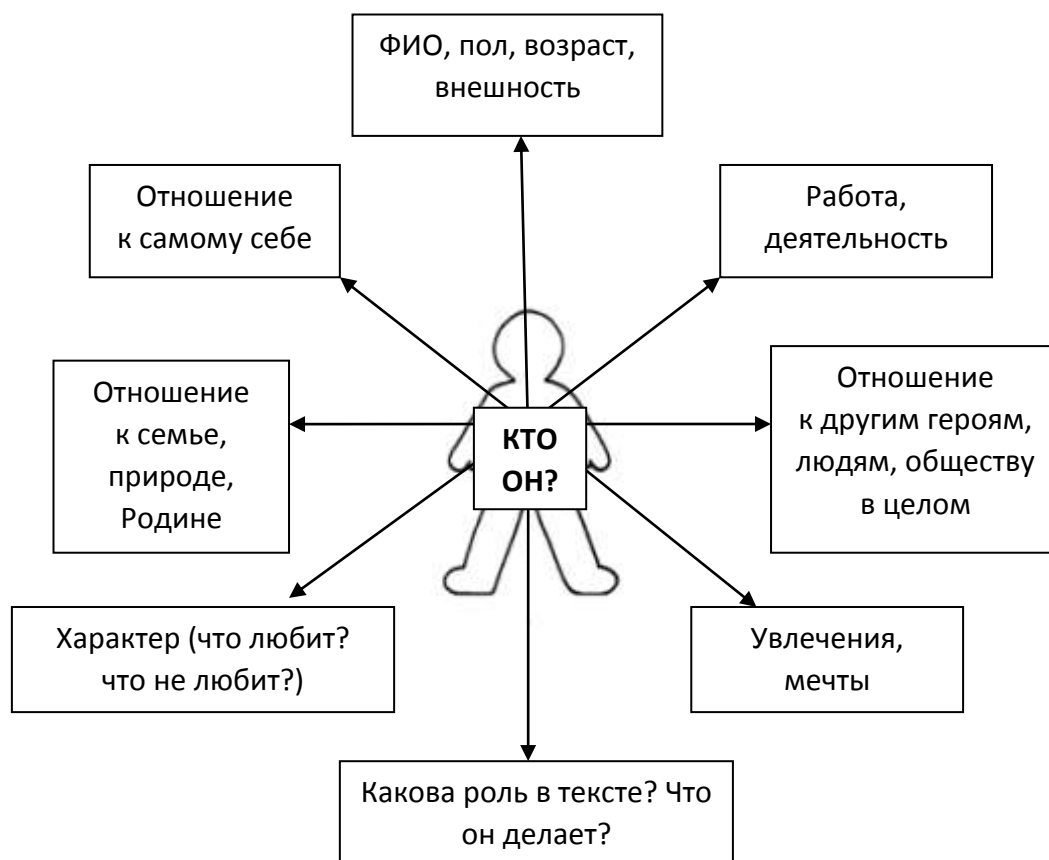 ФИО, пол, возраст,
внешность
Отношение
к самому себе
Работа,
деятельность
Отношение
к семье,
природе,
Родине
КТО
ОН?
Отношение
к другим героям,
людям, обществу
в целом
Характер (что любит?
что не любит?)
Увлечения,
мечты
Какова роль в тексте? Что
он делает?